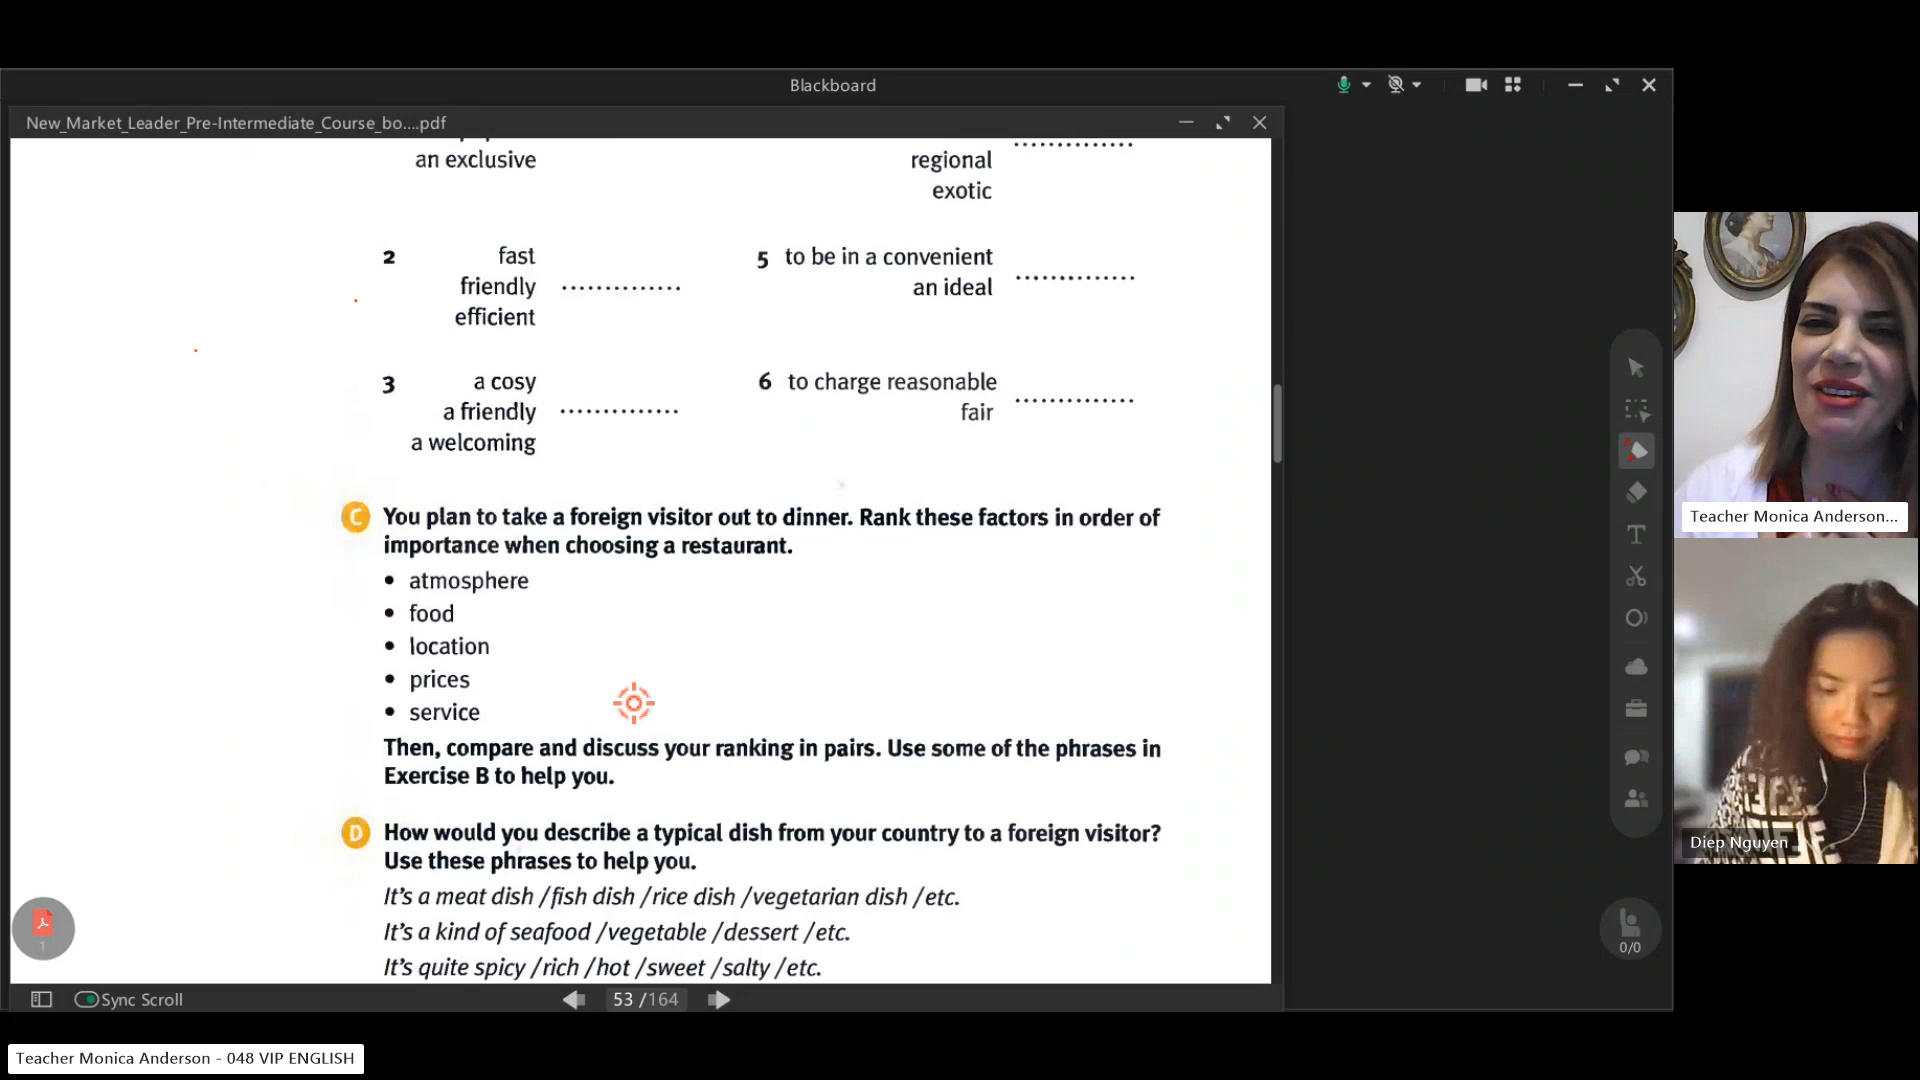 Blackboard
New_Market_Leader_Pre-Intermediate_Course_bo....pdf
an exclusive
regional
exotic
2 fast
friendly ..............
efficient
5 to be in a convenient
an ideal ..............
3 a cosy
a friendly ..............
a welcoming
6 to charge reasonable
fair ..............
C You plan to take a foreign visitor out to dinner. Rank these factors in order of
importance when choosing a restaurant.
• atmosphere
• food
• location
• prices
• service
Then, compare and discuss your ranking in pairs. Use some of the phrases in
Exercise B to help you.
D How would you describe a typical dish from your country to a foreign visitor?
Use these phrases to help you.
It's a meat dish /fish dish /rice dish /vegetarian dish /etc.
It's a kind of seafood /vegetable /dessert /etc.
It's quite spicy /rich /hot /sweet /salty /etc.
1
Sync Scroll
53 /164
0/0
Teacher Monica Anderson...
Diep Nguyen
Teacher Monica Anderson - 048 VIP ENGLISH